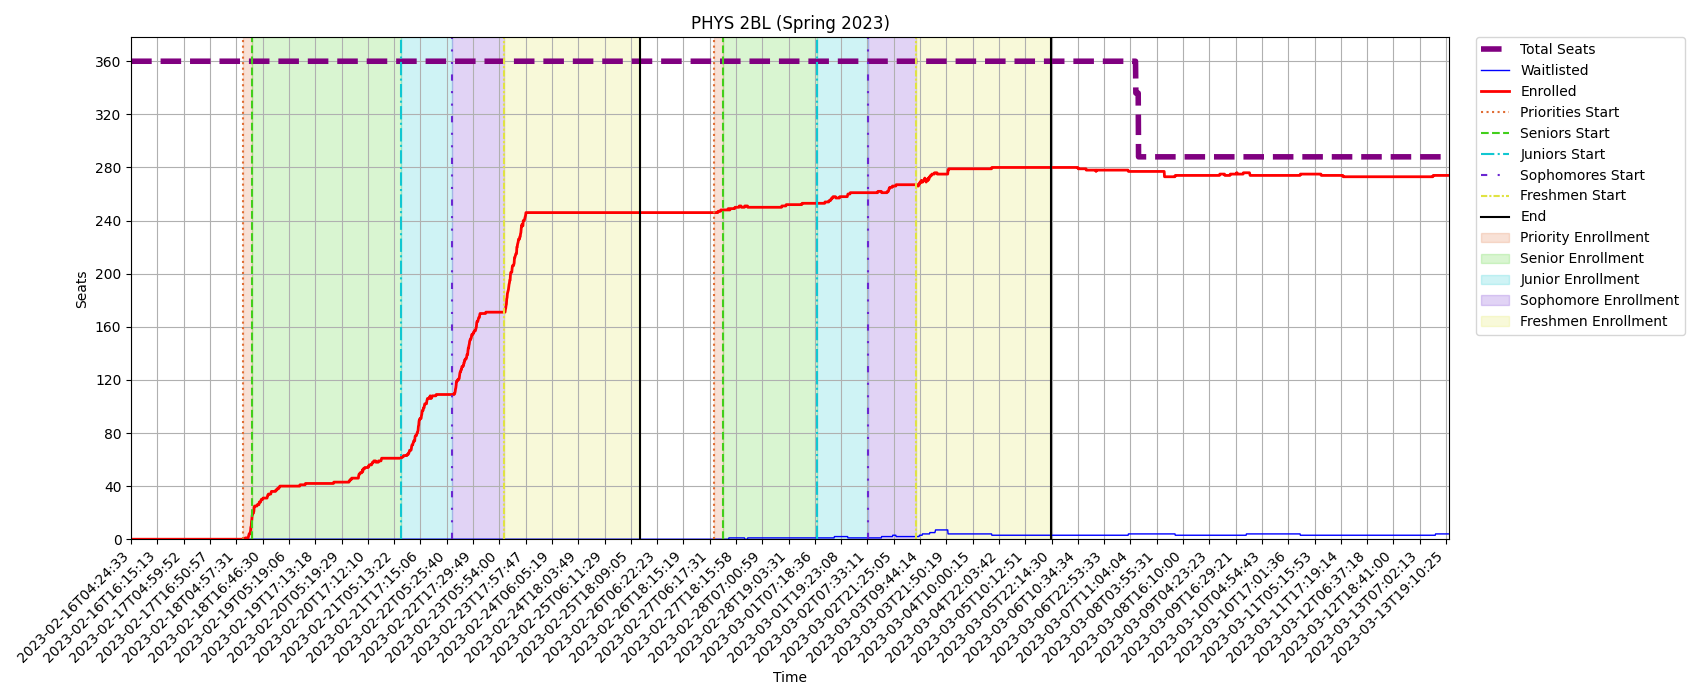 PHYS 2BL (Spring 2023)
Seats
360
320
280
240
200
160
120
80
40
0
2023-02-16T04:24:33
2023-02-16T16:15:13
2023-02-17T04:59:52
2023-02-17T16:50:57
2023-02-18T04:57:31
2023-02-18T16:46:30
2023-02-19T05:19:06
2023-02-19T17:13:18
2023-02-20T05:19:29
2023-02-20T17:12:10
2023-02-21T05:13:22
2023-02-21T17:15:06
2023-02-22T05:25:40
2023-02-22T17:29:49
2023-02-23T05:54:00
2023-02-23T17:57:47
2023-02-24T06:05:19
2023-02-24T18:03:49
2023-02-25T06:11:29
2023-02-25T18:09:05
2023-02-26T06:22:23
2023-02-26T18:15:19
2023-02-27T06:17:31
2023-02-27T18:15:58
2023-02-28T07:00:59
2023-02-28T19:03:31
2023-03-01T07:18:36
2023-03-01T19:23:08
2023-03-02T07:33:11
2023-03-02T21:25:05
2023-03-03T09:44:14
2023-03-03T21:50:19
2023-03-04T10:00:15
2023-03-04T22:03:42
2023-03-05T10:12:51
2023-03-05T22:14:30
2023-03-06T10:34:34
2023-03-06T22:53:33
2023-03-07T11:04:04
2023-03-08T03:55:31
2023-03-08T16:10:00
2023-03-09T04:23:23
2023-03-09T16:29:21
2023-03-10T04:54:43
2023-03-10T17:01:36
2023-03-11T05:15:53
2023-03-11T17:19:14
2023-03-12T06:37:18
2023-03-12T18:41:00
2023-03-13T07:02:13
2023-03-13T19:10:25
Time
Total Seats
Waitlisted
Enrolled
Priorities Start
Seniors Start
Juniors Start
Sophomores Start
Freshmen Start
End
Priority Enrollment
Senior Enrollment
Junior Enrollment
Sophomore Enrollment
Freshmen Enrollment